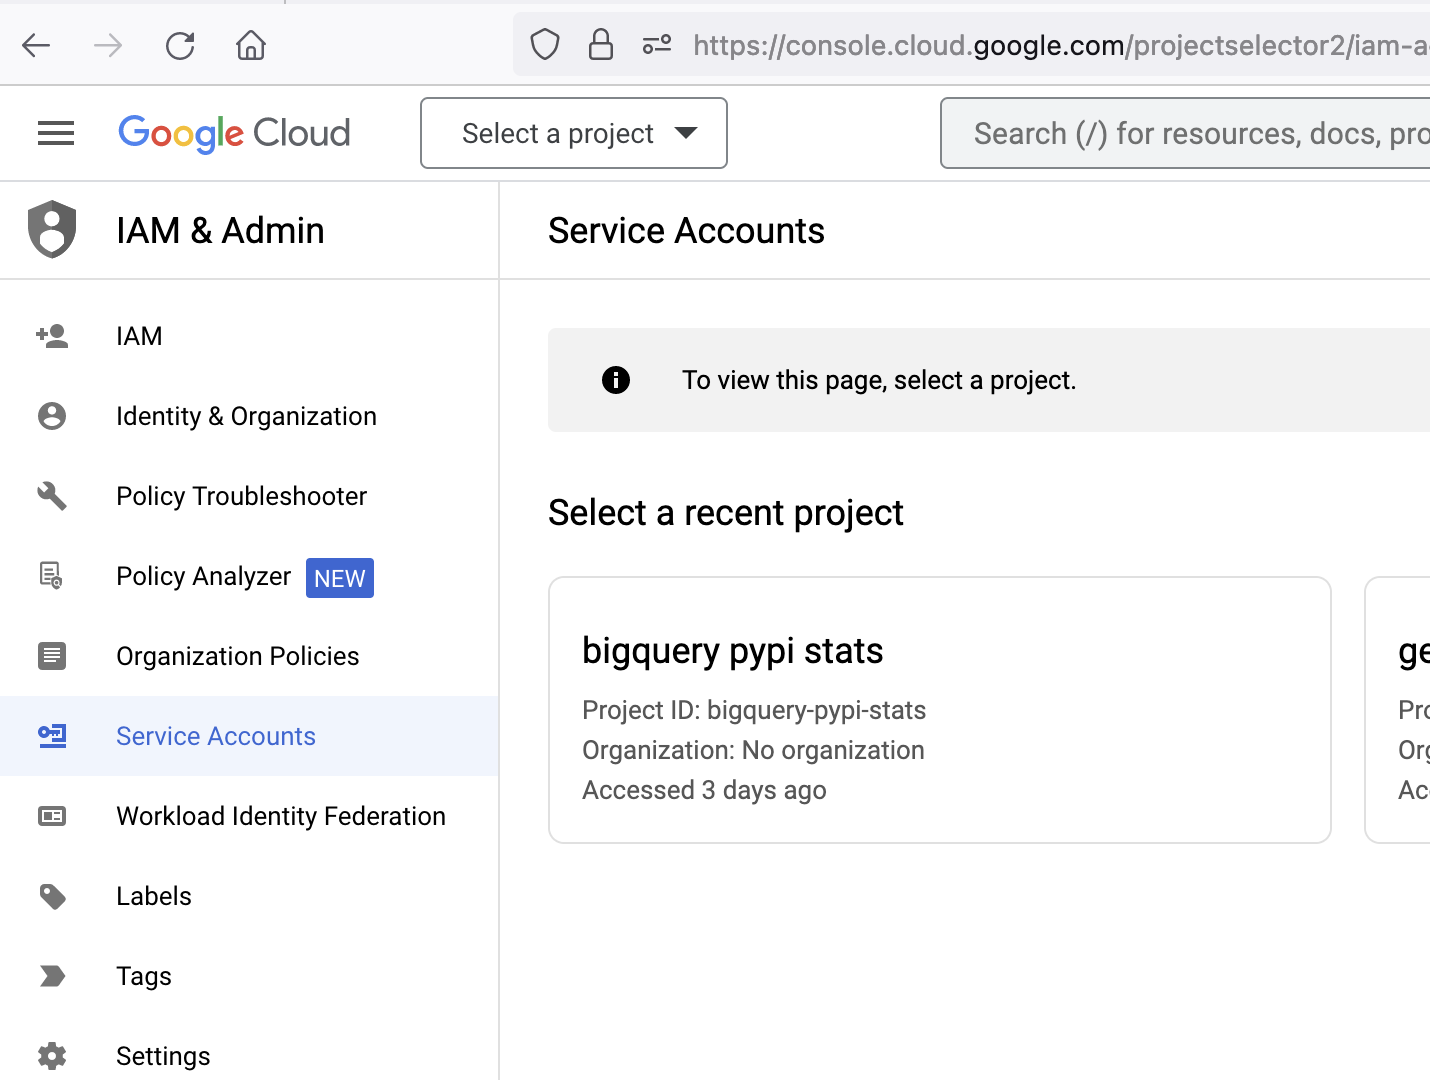 https://console.cloud.google.com/projectselector2/iam-a
Google Cloud
Select a project
Search (/) for resources, docs, pro
IAM & Admin
Service Accounts
IAM
Identity & Organization
Policy Troubleshooter
Policy Analyzer NEW
Organization Policies
Service Accounts
Workload Identity Federation
Labels
Tags
Settings
To view this page, select a project.
Select a recent project
bigquery pypi stats
Project ID: bigquery-pypi-stats
Organization: No organization
Accessed 3 days ago
ge
Pro
Org
Ac